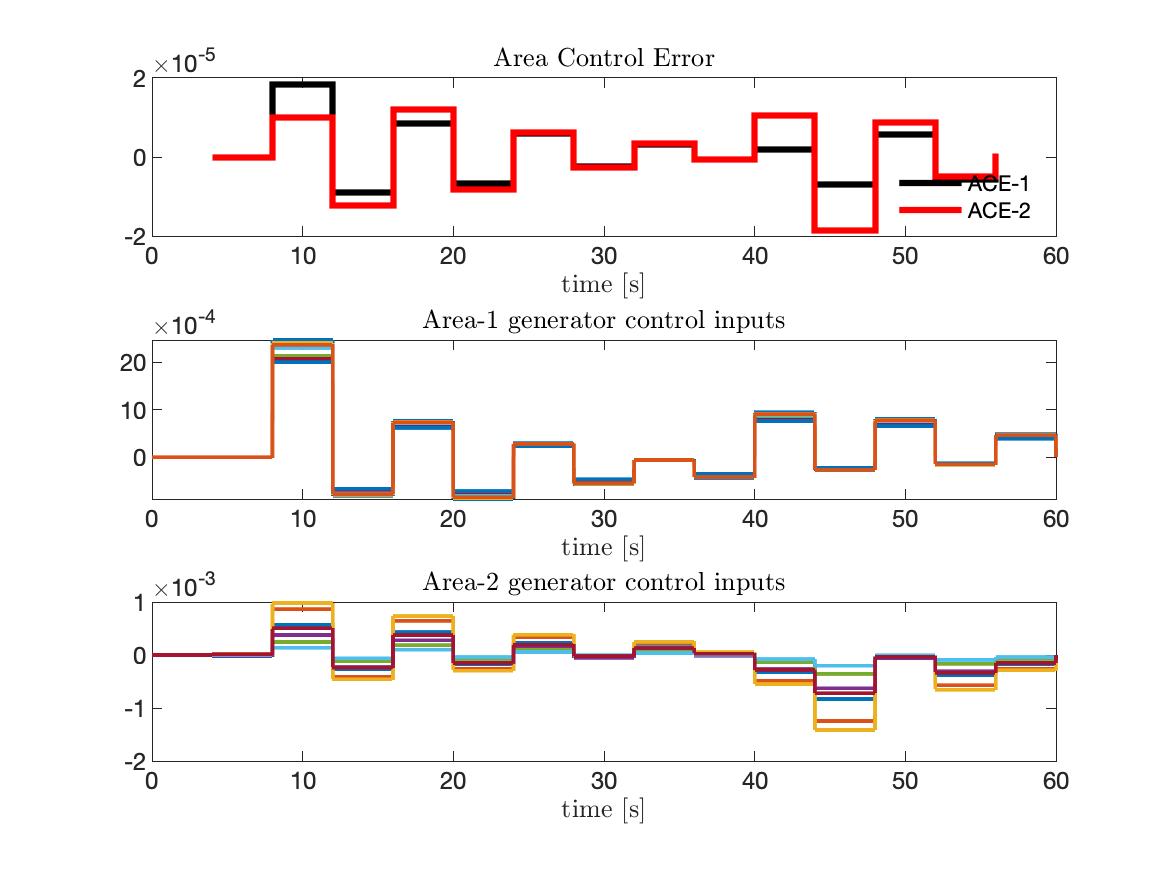 Area Control Error
×10-5
2
0
-2
0 10 20 30 40 50 60
time [s]
ACE-1
ACE-2
Area-1 generator control inputs
×10-4
20
10
0
0 10 20 30 40 50 60
time [s]
Area-2 generator control inputs
×10-3
1
0
-1
-2
0 10 20 30 40 50 60
time [s]